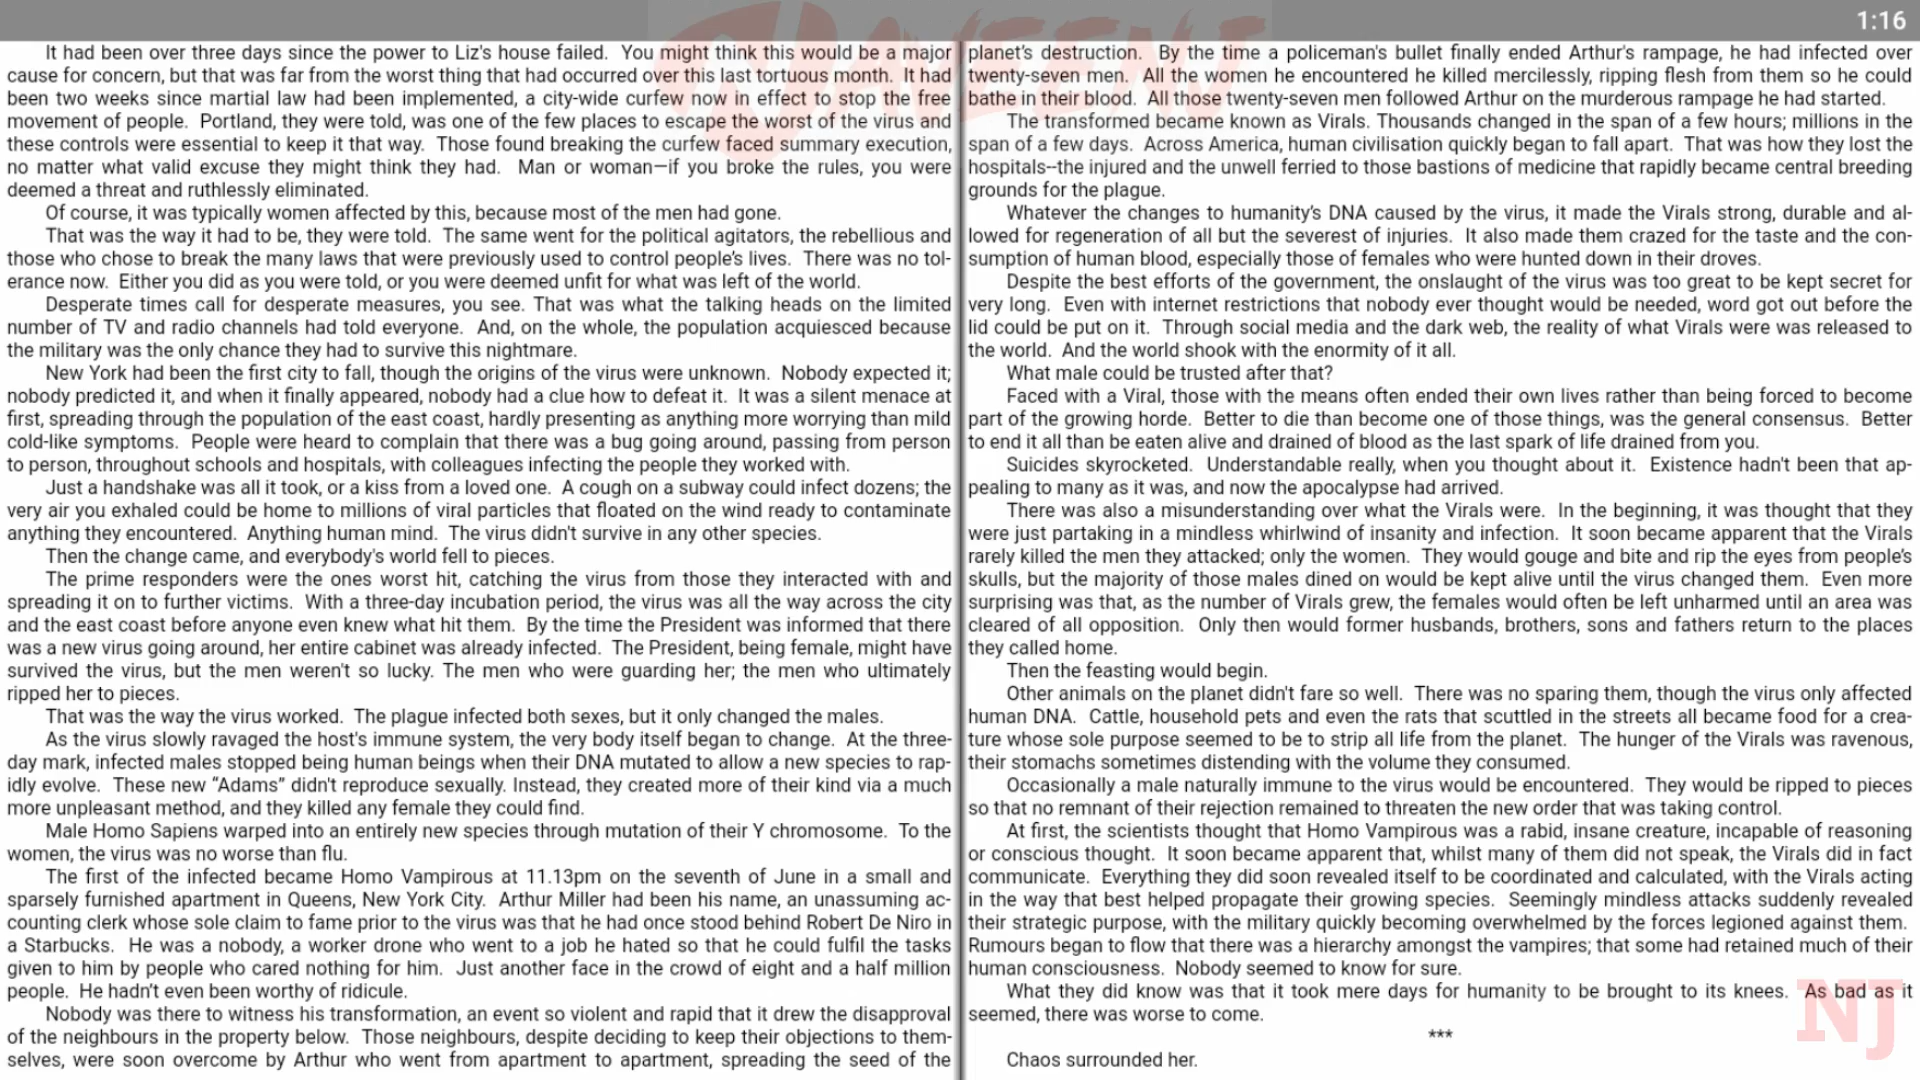 NAVEENJ
1:16
It had been over three days since the power to Liz's house failed. You might think this would be a major
cause for concern, but that was far from the worst thing that had occurred over this last tortuous month. It had
been two weeks since martial law had been implemented, a city-wide curfew now in effect to stop the free
movement of people. Portland, they were told, was one of the few places to escape the worst of the virus and
these controls were essential to keep it that way. Those found breaking the curfew faced summary execution,
no matter what valid excuse they might think they had. Man or woman—if you broke the rules, you were
deemed a threat and ruthlessly eliminated.
Of course, it was typically women affected by this, because most of the men had gone.
That was the way it had to be, they were told. The same went for the political agitators, the rebellious and
those who chose to break the many laws that were previously used to control people's lives. There was no tol-
erance now. Either you did as you were told, or you were deemed unfit for what was left of the world.
Desperate times call for desperate measures, you see. That was what the talking heads on the limited
number of TV and radio channels had told everyone. And, on the whole, the population acquiesced because
the military was the only chance they had to survive this nightmare.
New York had been the first city to fall, though the origins of the virus were unknown. Nobody expected it;
nobody predicted it, and when it finally appeared, nobody had a clue how to defeat it. It was a silent menace at
first, spreading through the population of the east coast, hardly presenting as anything more worrying than mild
cold-like symptoms. People were heard to complain that there was a bug going around, passing from person
to person, throughout schools and hospitals, with colleagues infecting the people they worked with.
Just a handshake was all it took, or a kiss from a loved one. A cough on a subway could infect dozens; the
very air you exhaled could be home to millions of viral particles that floated on the wind ready to contaminate
anything they encountered. Anything human mind. The virus didn't survive in any other species.
Then the change came, and everybody's world fell to pieces.
The prime responders were the ones worst hit, catching the virus from those they interacted with and
spreading it on to further victims. With a three-day incubation period, the virus was all the way across the city
and the east coast before anyone even knew what hit them. By the time the President was informed that there
was a new virus going around, her entire cabinet was already infected. The President, being female, might have
survived the virus, but the men weren't so lucky. The men who were guarding her; the men who ultimately
ripped her to pieces.
That was the way the virus worked. The plague infected both sexes, but it only changed the males.
As the virus slowly ravaged the host's immune system, the very body itself began to change. At the three-
day mark, infected males stopped being human beings when their DNA mutated to allow a new species to rap-
idly evolve. These new “Adams” didn't reproduce sexually. Instead, they created more of their kind via a much
more unpleasant method, and they killed any female they could find.
Male Homo Sapiens warped into an entirely new species through mutation of their Y chromosome. To the
women, the virus was no worse than flu.
The first of the infected became Homo Vampirous at 11.13pm on the seventh of June in a small and
sparsely furnished apartment in Queens, New York City. Arthur Miller had been his name, an unassuming ac-
counting clerk whose sole claim to fame prior to the virus was that he had once stood behind Robert De Niro in
a Starbucks. He was a nobody, a worker drone who went to a job he hated so that he could fulfil the tasks
given to him by people who cared nothing for him. Just another face in the crowd of eight and a half million
people. He hadn't even been worthy of ridicule.
Nobody was there to witness his transformation, an event so violent and rapid that it drew the disapproval
of the neighbours in the property below. Those neighbours, despite deciding to keep their objections to them-
selves, were soon overcome by Arthur who went from apartment to apartment, spreading the seed of the
planet's destruction. By the time a policeman's bullet finally ended Arthur's rampage, he had infected over
twenty-seven men. All the women he encountered he killed mercilessly, ripping flesh from them so he could
bathe in their blood. All those twenty-seven men followed Arthur on the murderous rampage he had started.
The transformed became known as Virals. Thousands changed in the span of a few hours; millions in the
span of a few days. Across America, human civilisation quickly began to fall apart. That was how they lost the
hospitals--the injured and the unwell ferried to those bastions of medicine that rapidly became central breeding
grounds for the plague.
Whatever the changes to humanity's DNA caused by the virus, it made the Virals strong, durable and al-
lowed for regeneration of all but the severest of injuries. It also made them crazed for the taste and the con-
sumption of human blood, especially those of females who were hunted down in their droves.
Despite the best efforts of the government, the onslaught of the virus was too great to be kept secret for
very long. Even with internet restrictions that nobody ever thought would be needed, word got out before the
lid could be put on it. Through social media and the dark web, the reality of what Virals were was released to
the world. And the world shook with the enormity of it all.
What male could be trusted after that?
Faced with a Viral, those with the means often ended their own lives rather than being forced to become
part of the growing horde. Better to die than become one of those things, was the general consensus. Better
to end it all than be eaten alive and drained of blood as the last spark of life drained from you.
Suicides skyrocketed. Understandable really, when you thought about it. Existence hadn't been that ap-
pealing to many as it was, and now the apocalypse had arrived.
There was also a misunderstanding over what the Virals were. In the beginning, it was thought that they
were just partaking in a mindless whirlwind of insanity and infection. It soon became apparent that the Virals
rarely killed the men they attacked; only the women. They would gouge and bite and rip the eyes from people's
skulls, but the majority of those males dined on would be kept alive until the virus changed them. Even more
surprising was that, as the number of Virals grew, the females would often be left unharmed until an area was
cleared of all opposition. Only then would former husbands, brothers, sons and fathers return to the places
they called home.
Then the feasting would begin.
Other animals on the planet didn't fare so well. There was no sparing them, though the virus only affected
human DNA. Cattle, household pets and even the rats that scuttled in the streets all became food for a crea-
ture whose sole purpose seemed to be to strip all life from the planet. The hunger of the Virals was ravenous,
their stomachs sometimes distending with the volume they consumed.
Occasionally a male naturally immune to the virus would be encountered. They would be ripped to pieces
so that no remnant of their rejection remained to threaten the new order that was taking control.
At first, the scientists thought that Homo Vampirous was a rabid, insane creature, incapable of reasoning
or conscious thought. It soon became apparent that, whilst many of them did not speak, the Virals did in fact
communicate. Everything they did soon revealed itself to be coordinated and calculated, with the Virals acting
in the way that best helped propagate their growing species. Seemingly mindless attacks suddenly revealed
their strategic purpose, with the military quickly becoming overwhelmed by the forces legioned against them.
Rumours began to flow that there was a hierarchy amongst the vampires; that some had retained much of their
human consciousness. Nobody seemed to know for sure.
What they did know was that it took mere days for humanity to be brought to its knees. As bad as it
seemed, there was worse to come.
***
Chaos surrounded her.
NJ